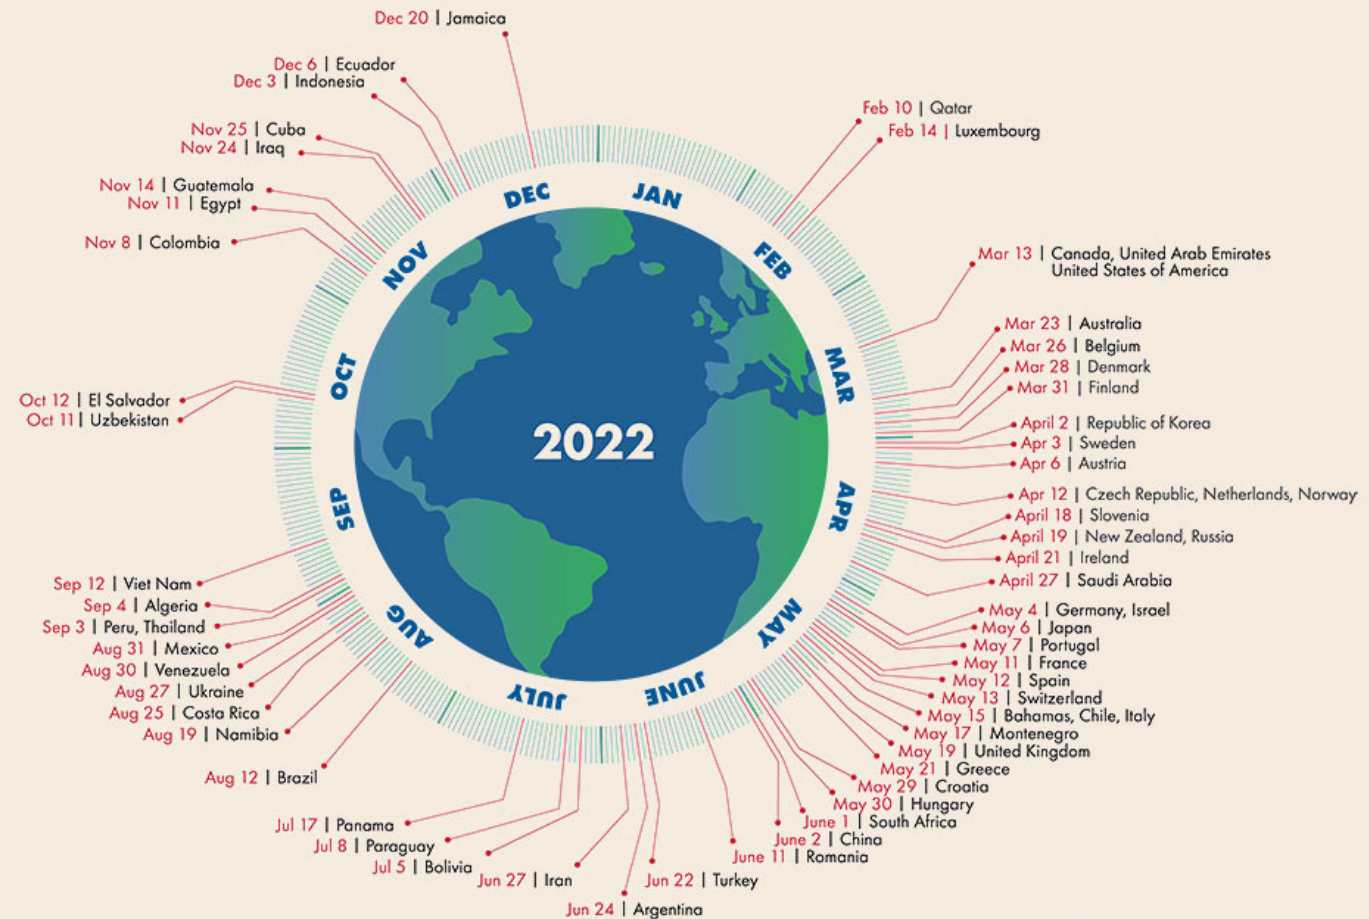 Dec 20 | Jamaica
Dec 6 | Ecuador
Dec 3 | Indonesia
Nov 25 | Cuba
Nov 24 | Iraq
Nov 14 | Guatemala
Nov 11 | Egypt
Nov 8 | Colombia
Oct 12 | El Salvador
Oct 11 | Uzbekistan
Sep 12 | Viet Nam
Sep 4 | Algeria
Sep 3 | Peru, Thailand
Aug 31 | Mexico
Aug 30 | Venezuela
Aug 27 | Ukraine
Aug 25 | Costa Rica
Aug 19 | Namibia
Aug 12 | Brazil
Jul 17 | Panama
Jul 8 | Paraguay
Jul 5 | Bolivia
Jun 27 | Iran
Jun 24 | Argentina
Jun 22 | Turkey
Feb 10 | Qatar
Feb 14 | Luxembourg
Mar 13 | Canada, United Arab Emirates
United States of America
Mar 23 | Australia
Mar 26 | Belgium
Mar 28 | Denmark
Mar 31 | Finland
April 2 | Republic of Korea
Apr 3 | Sweden
Apr 6 | Austria
Apr 12 | Czech Republic, Netherlands, Norway
April 18 | Slovenia
April 19 | New Zealand, Russia
April 21 | Ireland
April 27 | Saudi Arabia
May 4 | Germany, Israel
May 6 | Japan
May 7 | Portugal
May 11 | France
May 12 | Spain
May 13 | Switzerland
May 15 | Bahamas, Chile, Italy
May 17 | Montenegro
May 19 | United Kingdom
May 21 | Greece
May 29 | Croatia
May 30 | Hungary
June 1 | South Africa
June 2 | China
June 11 | Romania
JAN
FEB
MAR
APR
MAY
JUNE
JULY
AUG
SEP
OCT
NOV
DEC
2022